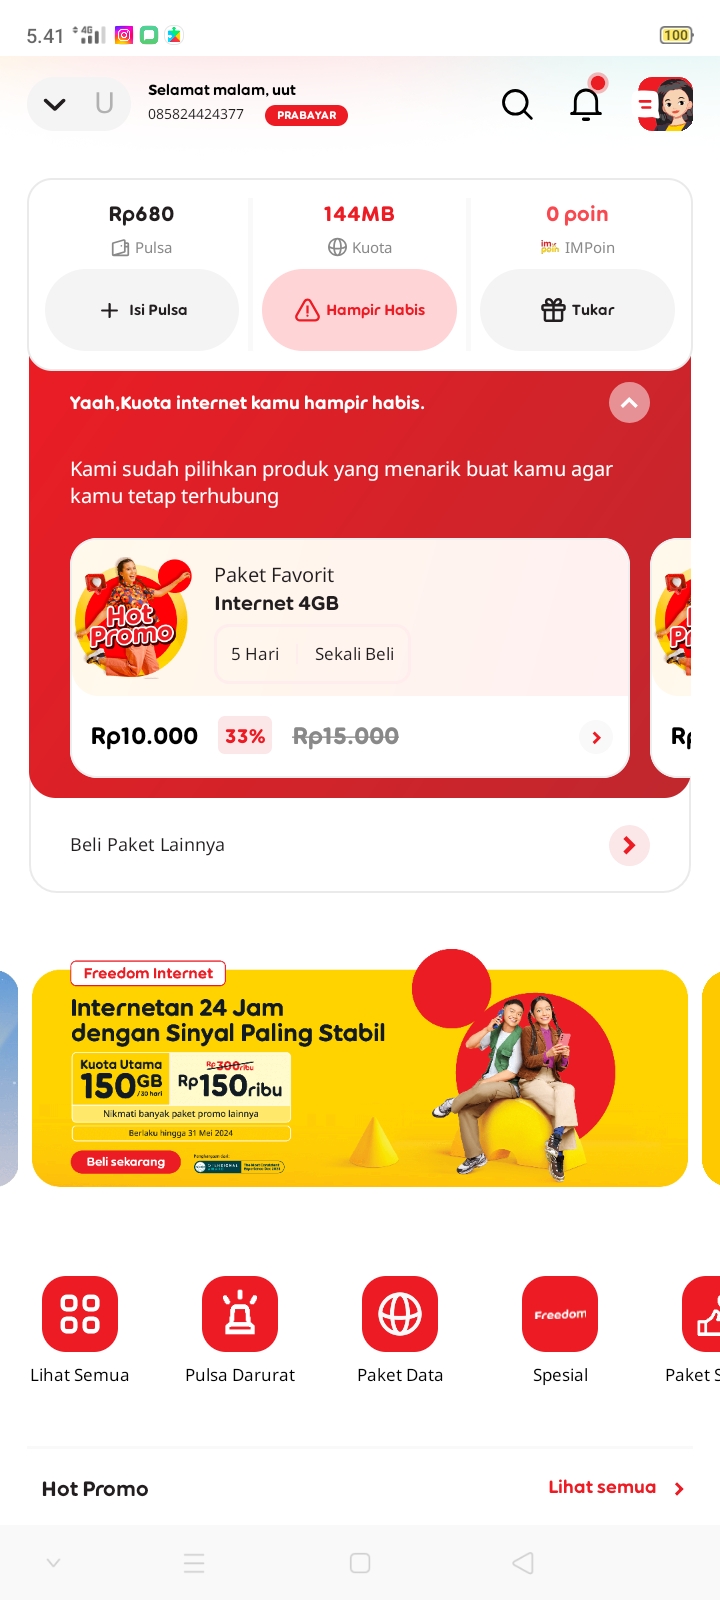 5.41 4G 100
U
Selamat malam, uut
085824424377 PRABAYAR
Rp680 144MB 0 poin
Pulsa Kuota IMPoin
Isi Pulsa Hampir Habis Tukar
Yaah,Kuota internet kamu hampir habis.
Kami sudah pilihkan produk yang menarik buat kamu agar
kamu tetap terhubung
Hot
Promo
Paket Favorit
Internet 4GB
5 Hari Sekali Beli
Rp10.000 33% Rp15.000
Beli Paket Lainnya
Freedom Internet
Internetan 24 Jam
dengan Sinyal Paling Stabil
Kuota Utama
150GB /30 hari
Rp300ribu
Rp150ribu
Nikmati banyak paket promo lainnya
Berlaku hingga 31 Mei 2024
Beli sekarang
Freedom
Lihat Semua Pulsa Darurat Paket Data Spesial Paket S
Hot Promo Lihat semua